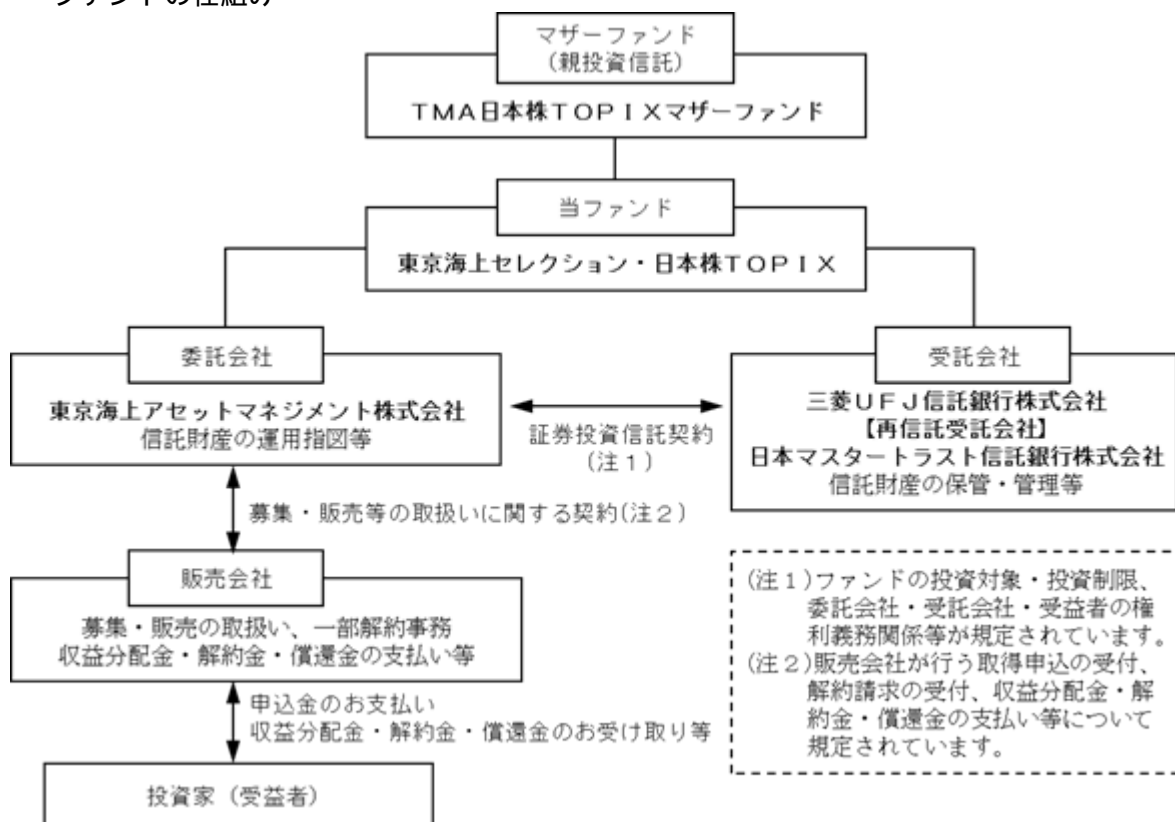 ファンドの仕組み
マザーファンド
(親投資信託)
ＴＭＡ日本株ＴＯＰＩＸマザーファンド
当ファンド
東京海上セレクション・日本株ＴＯＰＩＸ
委託会社
東京海上アセットマネジメント株式会社
信託財産の運用指図等
証券投資信託契約
(注１)
受託会社
三菱ＵＦＪ信託銀行株式会社
【再信託受託会社】
日本マスタートラスト信託銀行株式会社
信託財産の保管・管理等
募集・販売等の取扱いに関する契約(注２)
販売会社
募集・販売の取扱い、一部解約事務
収益分配金・解約金・償還金の支払い等
申込金のお支払い
収益分配金・解約金・償還金のお受け取り等
投資家（受益者）
(注１)ファンドの投資対象・投資制限、
委託会社・受託会社・受益者の権
利義務関係等が規定されています。
(注２)販売会社が行う取得申込の受付、
解約請求の受付、収益分配金・解
約金・償還金の支払い等について
規定されています。